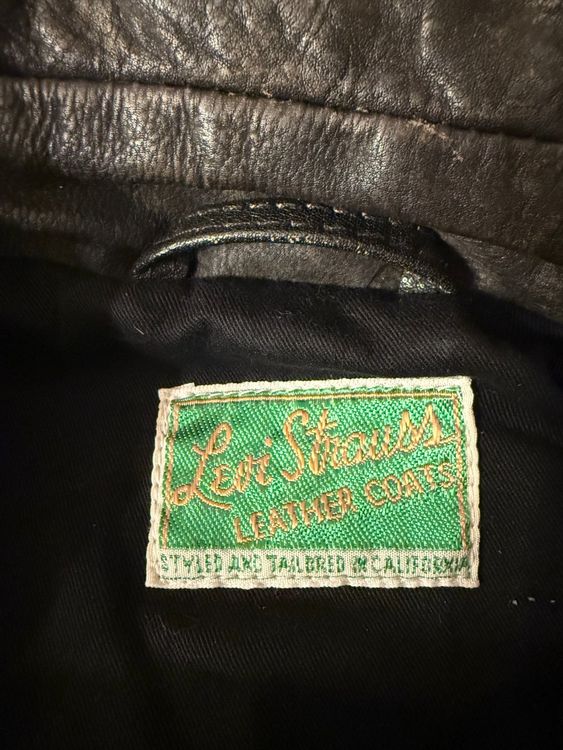 Levi Strauss
LEATHER COATS
STYLED AND TAILORED IN CALIFORNIA